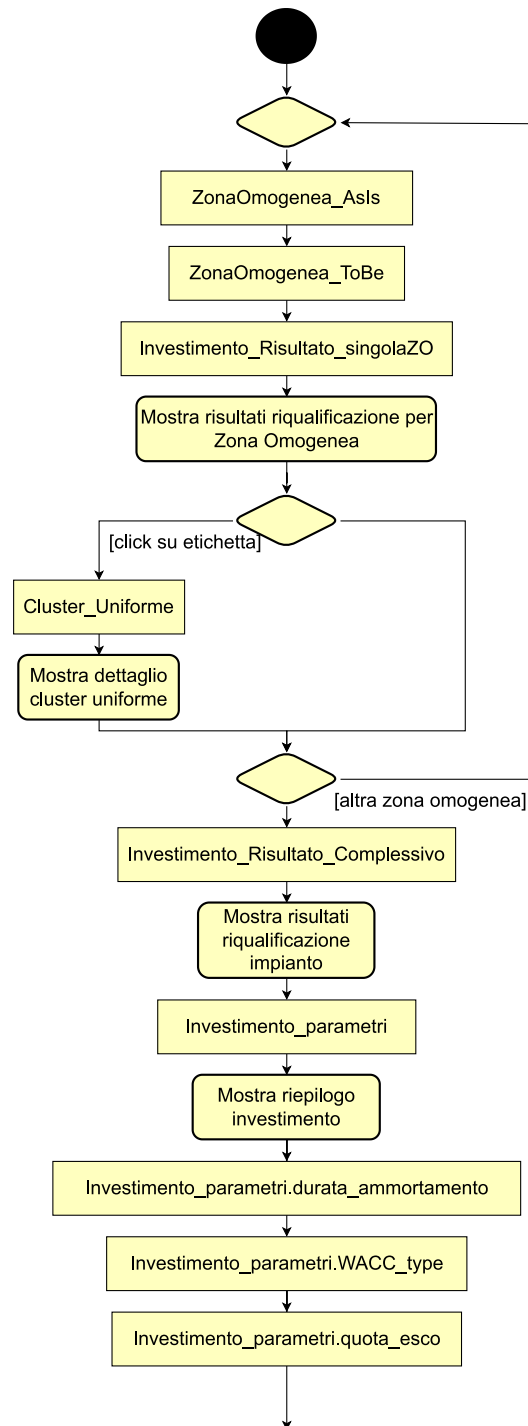 ZonaOmogenea_AsIs
ZonaOmogenea_ToBe
Investimento_Risultato_singolaZO
Mostra risultati riqualificazione per
Zona Omogenea
[click su etichetta]
Cluster_Uniforme
Mostra dettaglio
cluster uniforme
[altra zona omogenea]
Investimento_Risultato_Complessivo
Mostra risultati
riqualificazione
impianto
Investimento_parametri
Mostra riepilogo
investimento
Investimento_parametri.durata_ammortamento
Investimento_parametri.WACC_type
Investimento_parametri.quota_esco